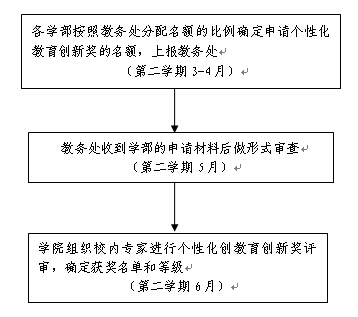 各学部按照教务处分配名额的比例确定申请个性化
教育创新奖的名额，上报教务处↵
（第二学期 3-4 月）↵
教务处收到学部的申请材料后做形式审查↵
（第二学期 5 月）↵
学院组织校内专家进行个性化创教育创新奖评
审，确定获奖名单和等级↵
（第二学期 6 月）↵